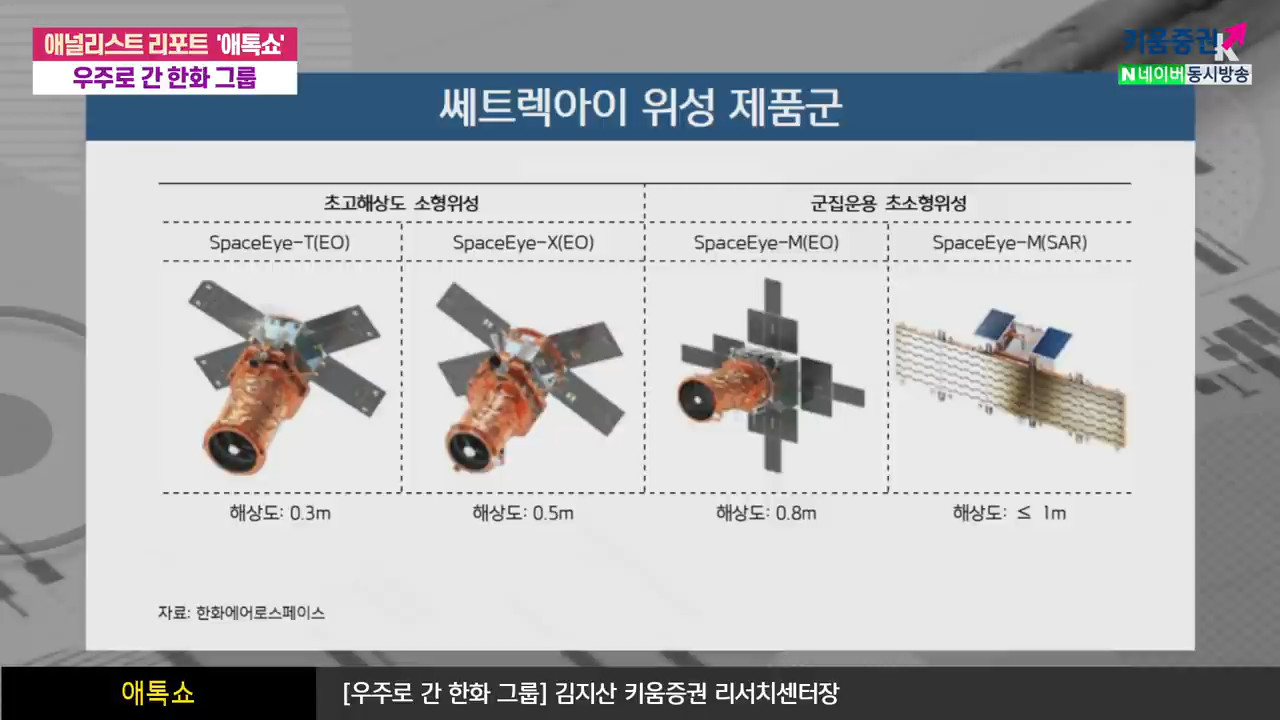 애널리스트 리포트 '애톡쇼'
우주로 간 한화 그룹
키움증권
N 네이버 동시방송
쎄트렉아이 위성 제품군
초고해상도 소형위성
군집운용 초소형위성
SpaceEye-T(EO)
SpaceEye-X(EO)
SpaceEye-M(EO)
SpaceEye-M(SAR)
해상도: 0.3m
해상도: 0.5m
해상도: 0.8m
해상도: ≤ 1m
자료: 한화에어로스페이스
애톡쇼
[우주로 간 한화 그룹] 김지산 키움증권 리서치센터장